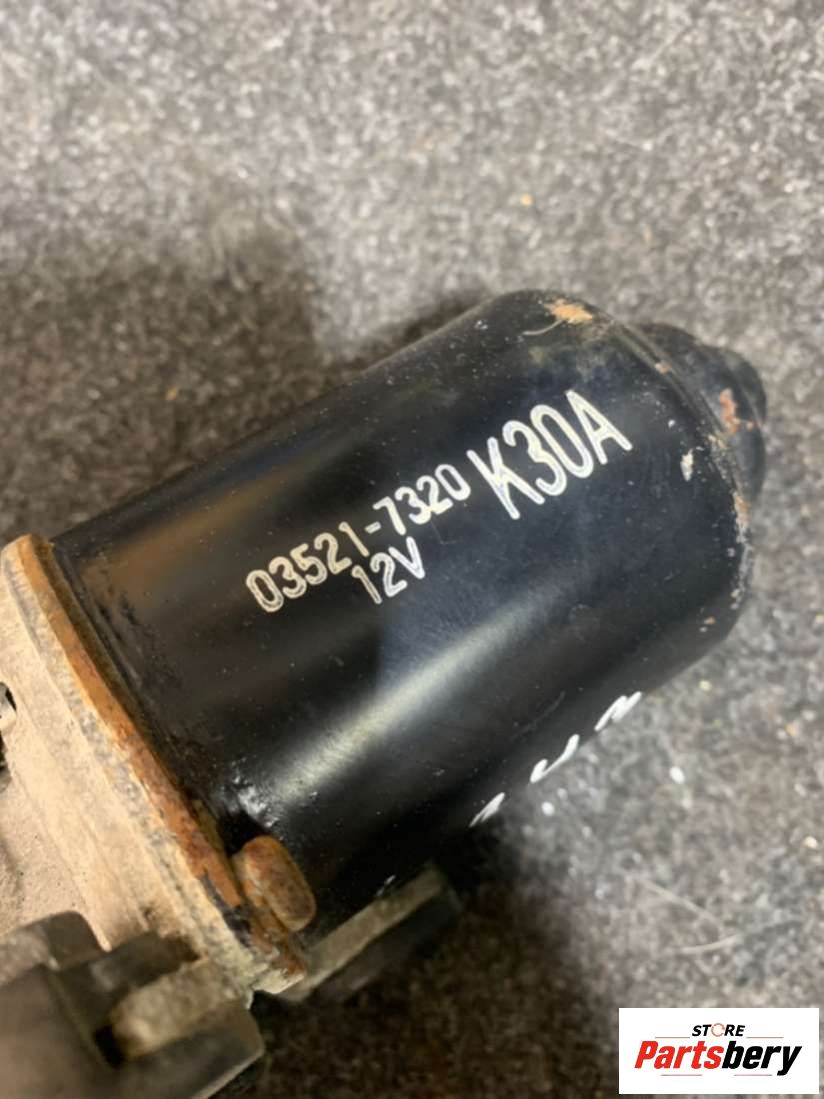 03521-7320 K30A
12V
STORE
Partsbery